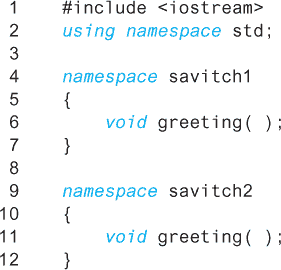 1 #include <iostream>
2 using namespace std;
3
4 namespace savitch1
5 {
6     void greeting( );
7 }
8
9 namespace savitch2
10 {
11     void greeting( );
12 }